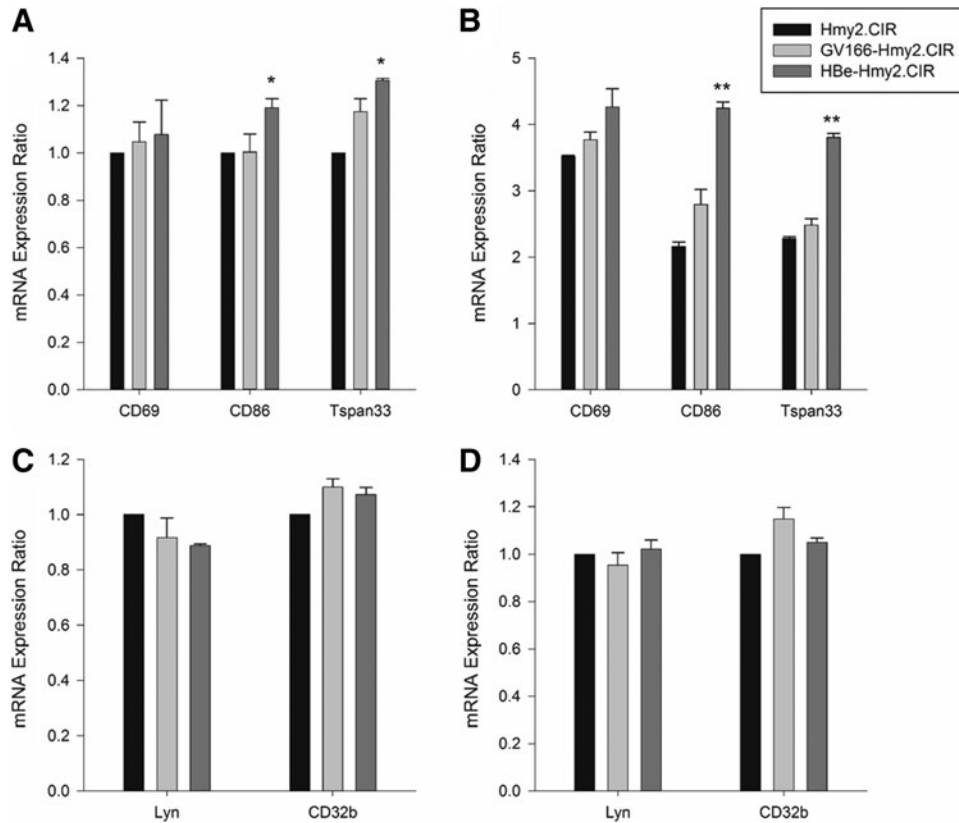 A
mRNA Expression Ratio
1.4
1.2
1.0
0.8
0.6
0.4
0.2
0.0
*
*
CD69 CD86 Tspan33
B
Hmy2.CIR
GV166-Hmy2.CIR
HBe-Hmy2.CIR
mRNA Expression Ratio
5
4
3
2
1
0
**
**
CD69 CD86 Tspan33
C
mRNA Expression Ratio
1.2
1.0
0.8
0.6
0.4
0.2
0.0
Lyn CD32b
D
mRNA Expression Ratio
1.4
1.2
1.0
0.8
0.6
0.4
0.2
0.0
Lyn CD32b